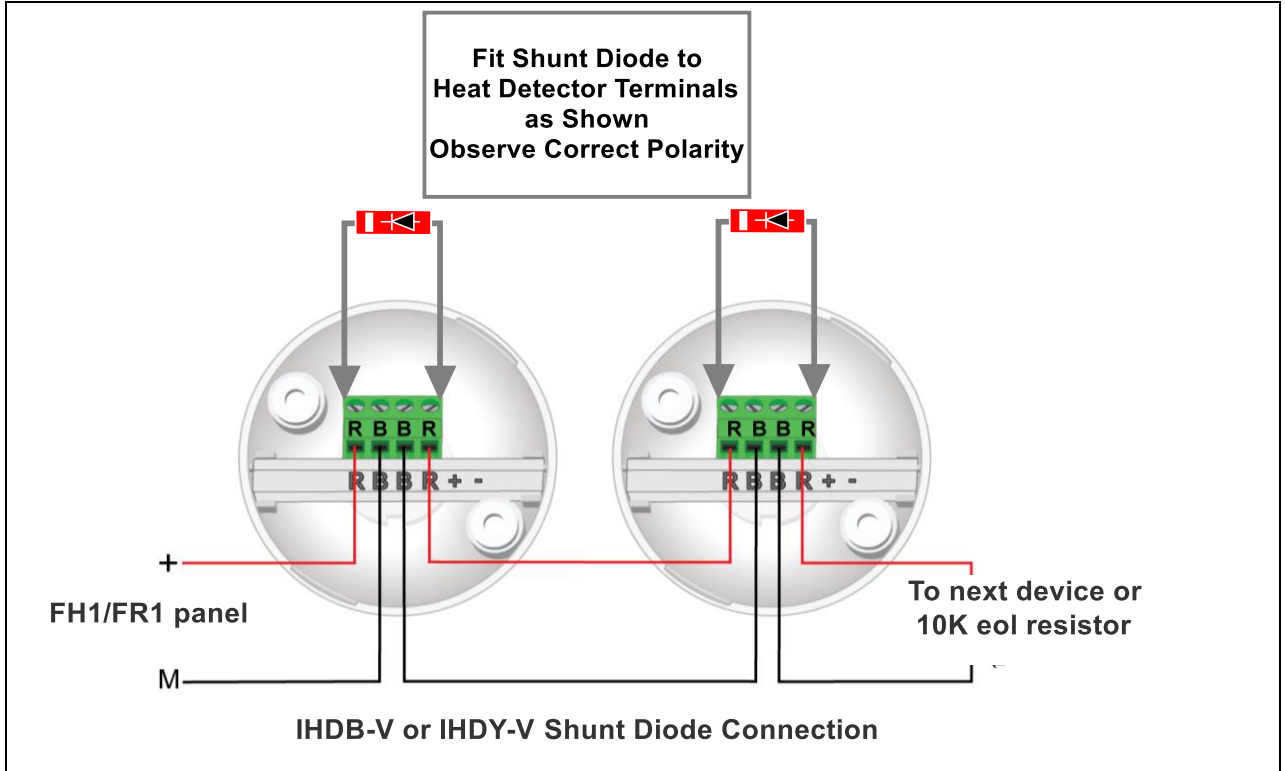 Fit Shunt Diode to
Heat Detector Terminals
as Shown
Observe Correct Polarity
R B B R
R B B R
R B B R + -
R B B R + -
+
FH1/FR1 panel
M
To next device or
10K eol resistor
IHDB-V or IHDY-V Shunt Diode Connection